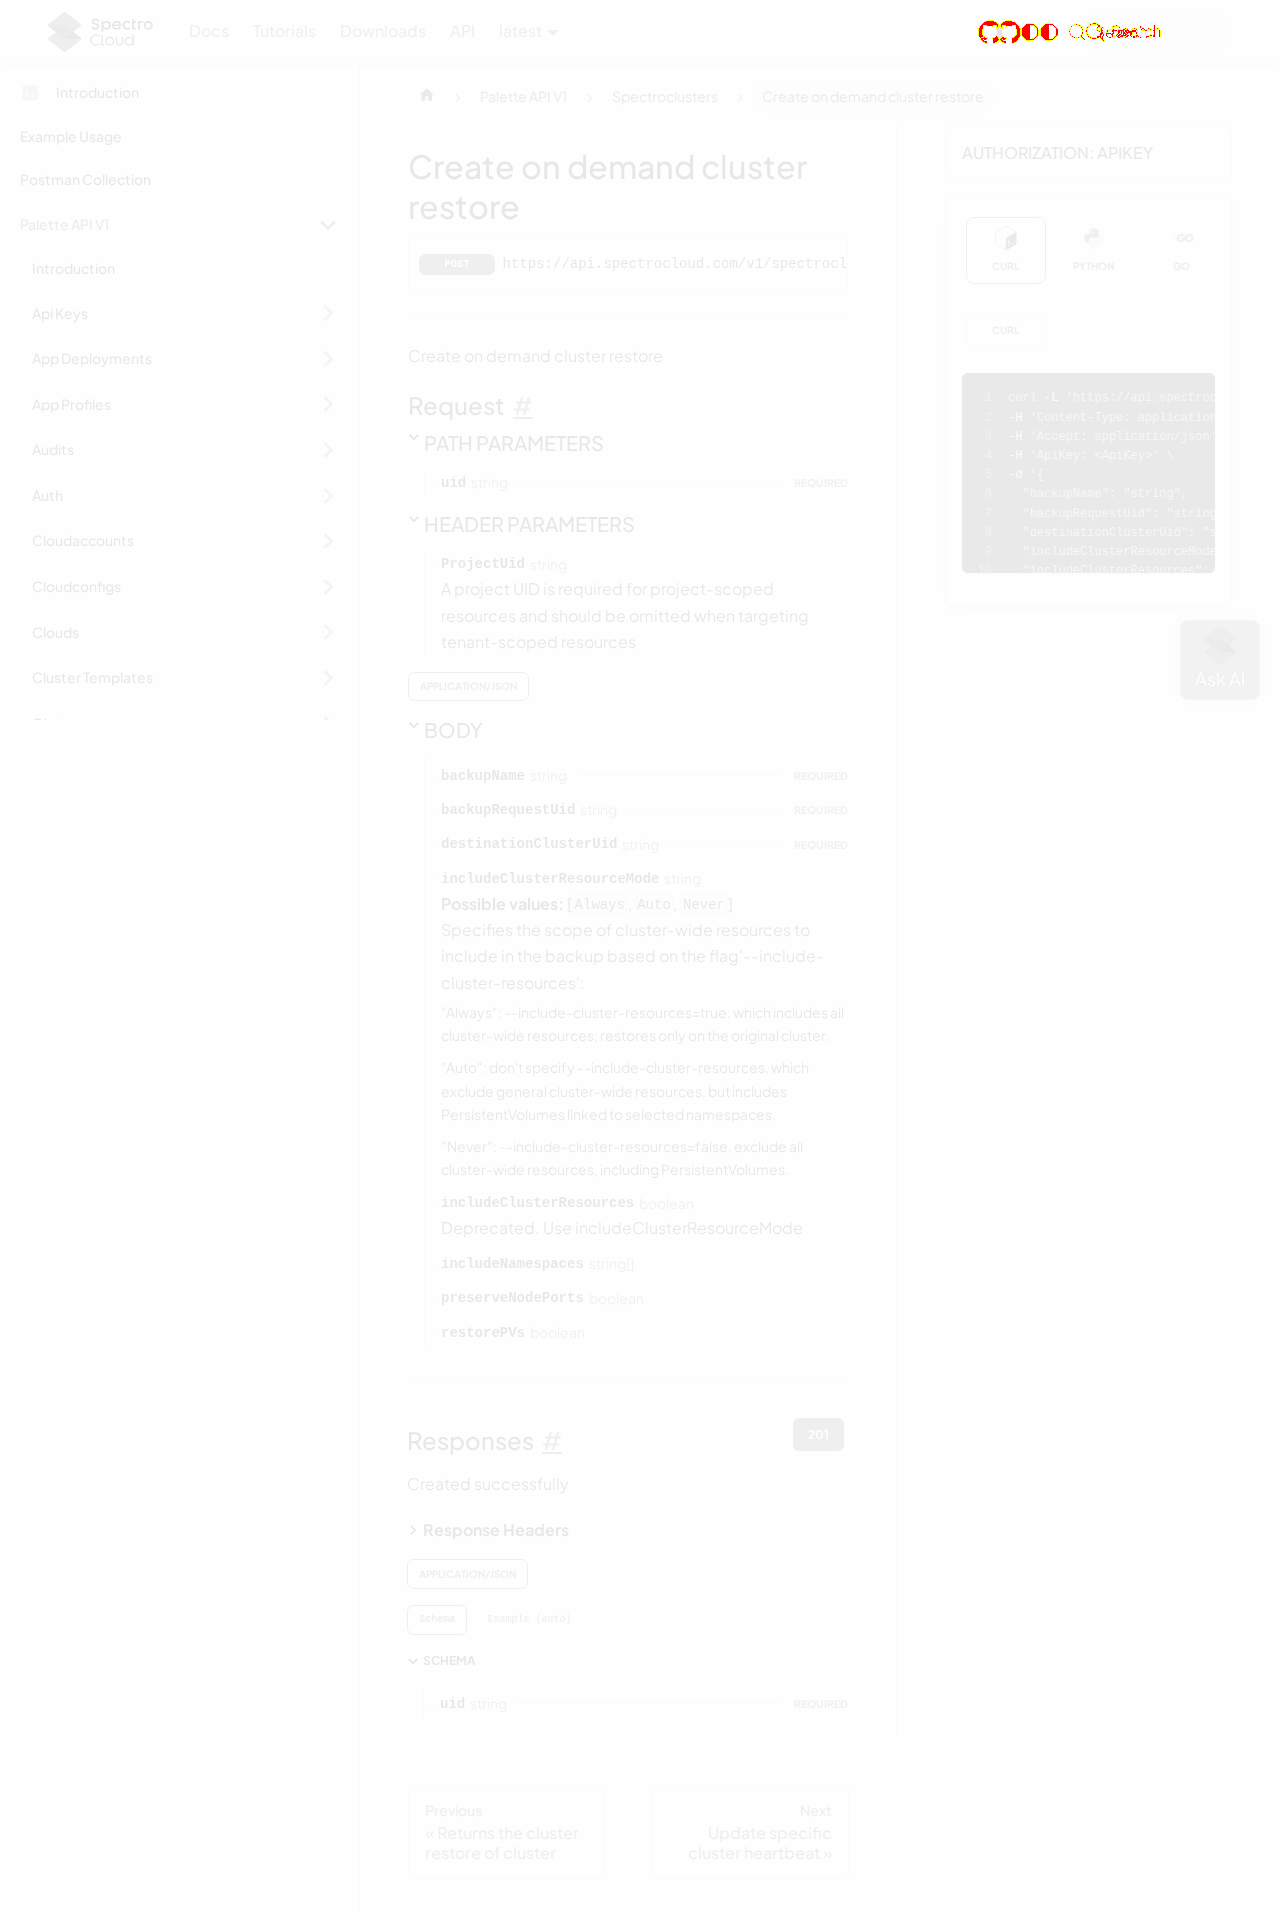 Spectro
Cloud
Docs
Tutorials
Downloads
API
latest
Introduction
Example Usage
Postman Collection
Palette API V1
Introduction
Api Keys
App Deployments
App Profiles
Audits
Auth
Cloudaccounts
Cloudconfigs
Clouds
Cluster Templates
Palette API V1
Spectroclusters
Create on demand cluster restore
Create on demand cluster
restore
POST
https://api.spectrocloud.com/v1/spectrocl
Create on demand cluster restore
Request #
PATH PARAMETERS
uid string
REQUIRED
HEADER PARAMETERS
ProjectUid string
A project UID is required for project-scoped
resources and should be omitted when targeting
tenant-scoped resources
APPLICATION/JSON
BODY
backupName string
REQUIRED
backupRequestUid string
REQUIRED
destinationClusterUid string
REQUIRED
includeClusterResourceMode string
Possible values: [Always, Auto, Never]
Specifies the scope of cluster-wide resources to
include in the backup based on the flag'--include-
cluster-resources':
"Always": --include-cluster-resources=true, which includes all
cluster-wide resources; restores only on the original cluster.
"Auto": don't specify --include-cluster-resources, which
exclude general cluster-wide resources, but includes
PersistentVolumes linked to selected namespaces.
"Never": --include-cluster-resources=false, exclude all
cluster-wide resources, including PersistentVolumes.
includeClusterResources boolean
Deprecated. Use includeClusterResourceMode
includeNamespaces string[]
preserveNodePorts boolean
restorePVs boolean
Responses #
201
Created successfully
Response Headers
APPLICATION/JSON
Schema
Example (auto)
SCHEMA
uid string
REQUIRED
Previous
« Returns the cluster
restore of cluster
Next
Update specific
cluster heartbeat »
AUTHORIZATION: APIKEY
CURL
PYTHON
GO
CURL
1 curl -L 'https://api.spectroc
2 -H 'Content-Type: application
3 -H 'Accept: application/json'
4 -H 'ApiKey: <ApiKey>' \
5 -d '{
6 "backupName": "string",
7 "backupRequestUid": "string
8 "destinationClusterUid": "s
9 "includeClusterResourceMode
10 "includeClusterResources":
Ask AI